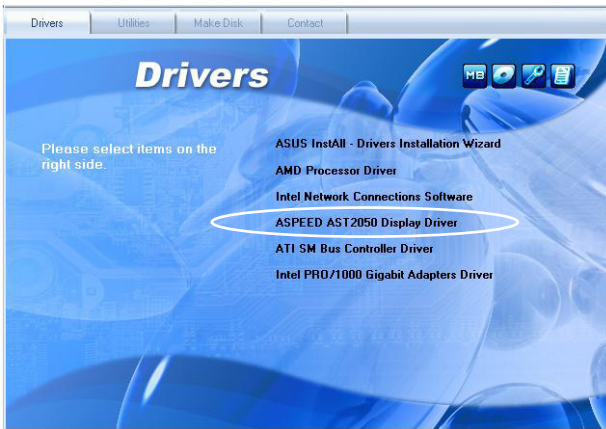 Drivers Utilities Make Disk Contact
Drivers
MB
Please select items on the
right side.
ASUS InstAll - Drivers Installation Wizard
AMD Processor Driver
Intel Network Connections Software
ASPEED AST2050 Display Driver
ATI SM Bus Controller Driver
Intel PRO/1000 Gigabit Adapters Driver